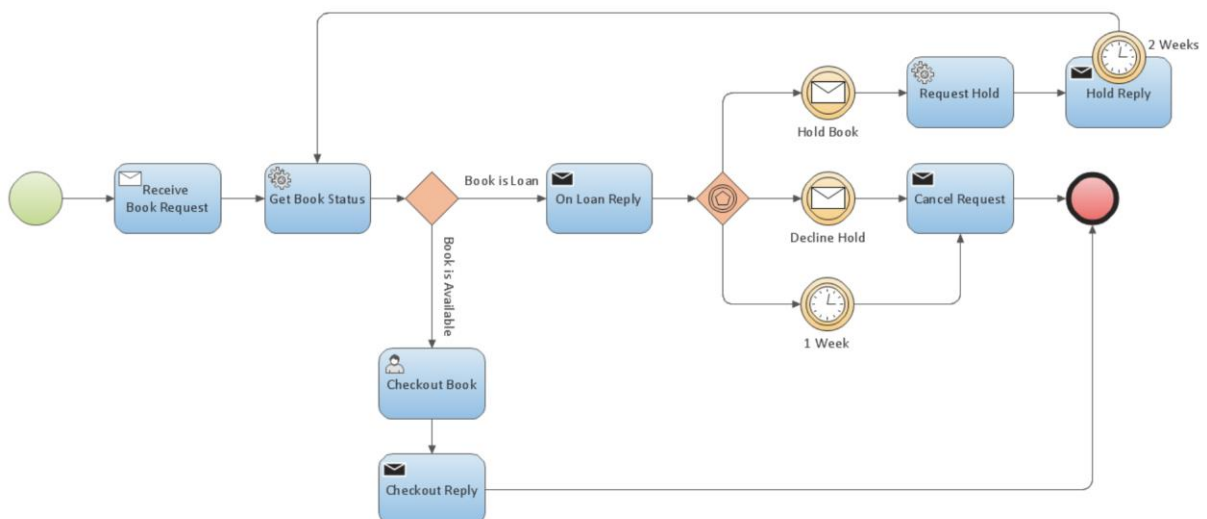 2 Weeks
Request Hold
Hold Reply
Hold Book
Receive
Book Request
Get Book Status
Book is Loan
On Loan Reply
Cancel Request
Decline Hold
Book is Available
1 Week
Checkout Book
Checkout Reply